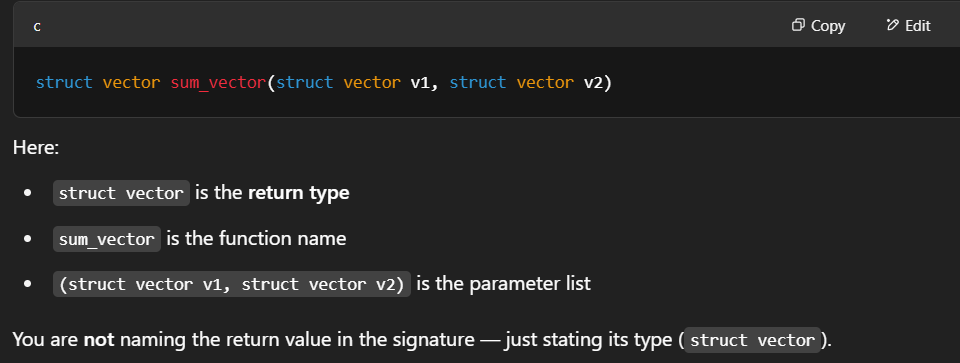 c Copy Edit
struct vector sum_vector(struct vector v1, struct vector v2)
Here:
• struct vector is the return type
• sum_vector is the function name
• (struct vector v1, struct vector v2) is the parameter list
You are not naming the return value in the signature — just stating its type (struct vector).